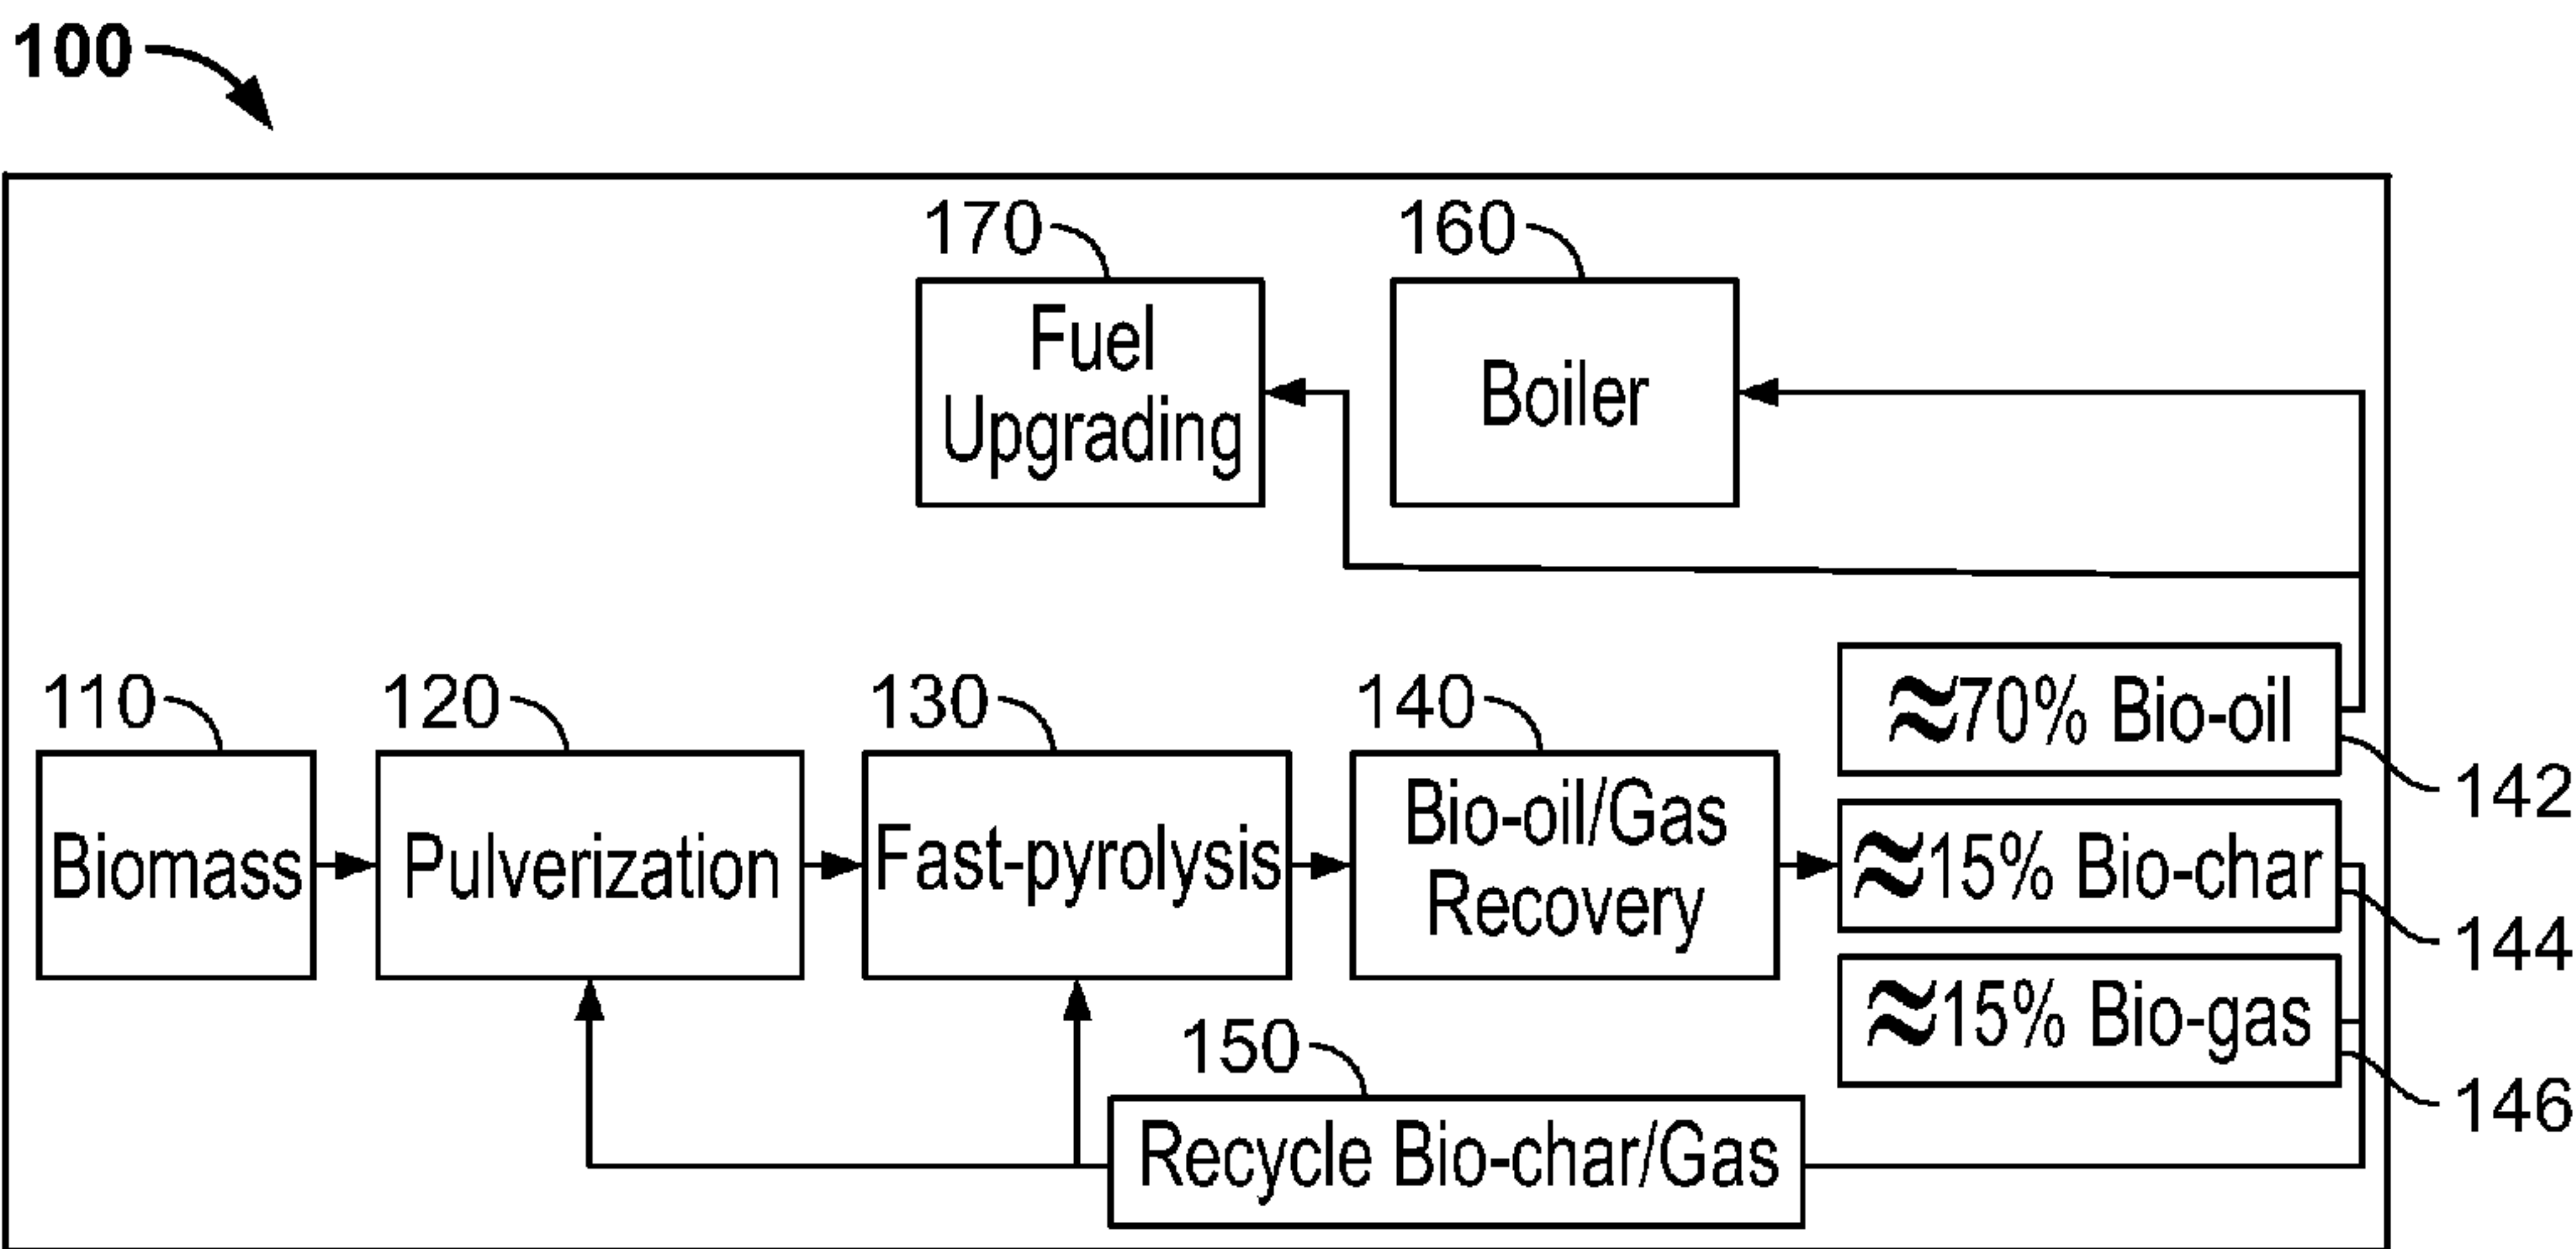 100
170
160
Fuel
Upgrading
Boiler
110
120
130
140
Biomass
Pulverization
Fast-pyrolysis
Bio-oil/Gas
Recovery
≈70% Bio-oil
142
≈15% Bio-char
144
≈15% Bio-gas
146
150
Recycle Bio-char/Gas